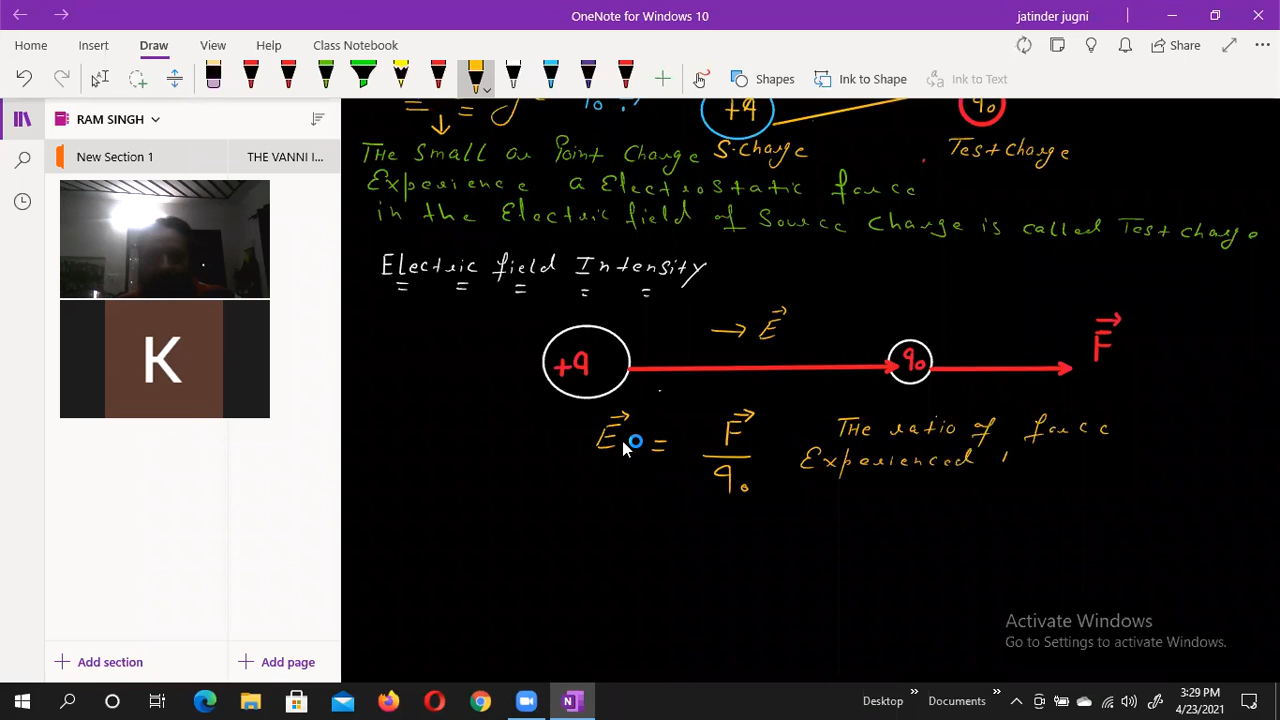 OneNote for Windows 10
jatinder jugni
Home Insert Draw View Help Class Notebook
Share
Shapes Ink to Shape Ink to Text
RAM SINGH
New Section 1
THE VANNI I...
K
+q
q₀
S.Charge
Test Charge
THE Small or Point Charge
Experience a Electrostatic force
in the Electric field of Source Charge is called Test charge
Electric field Intensity
→ E⃗
+q
q₀
F⃗
E⃗ = F⃗ / q₀
THE ratio of force
Experienced
Activate Windows
Go to Settings to activate Windows.
Add section
Add page
Desktop
Documents
3:29 PM
4/23/2021